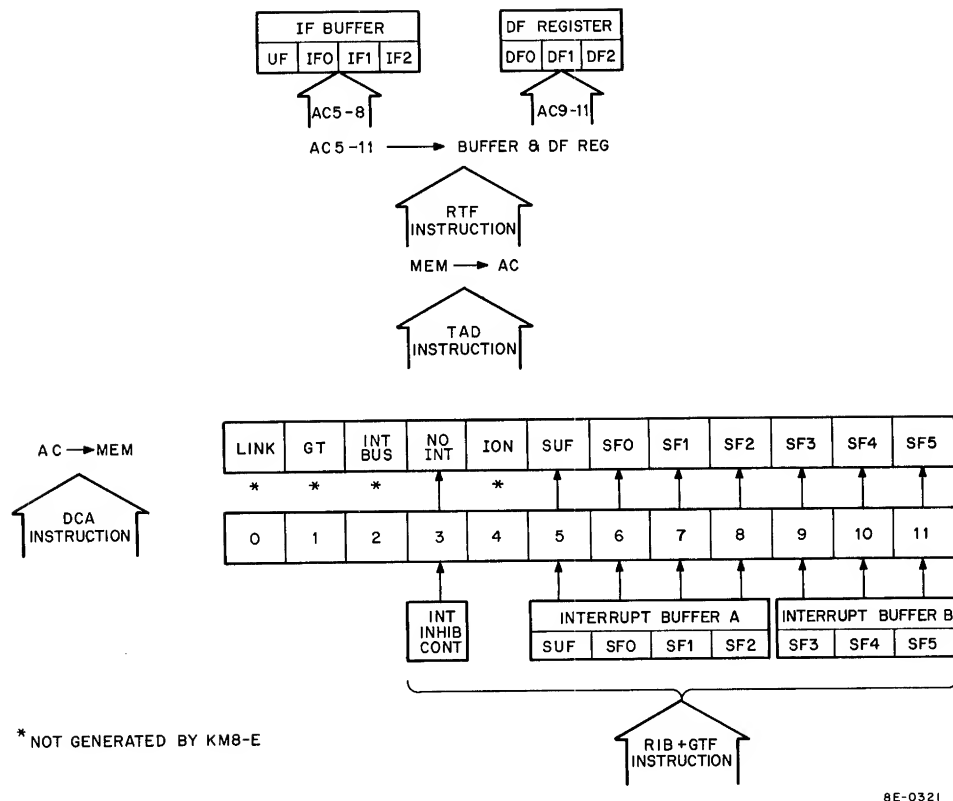 IF BUFFER
UF IF0 IF1 IF2
DF REGISTER
DF0 DF1 DF2
AC5-8
AC9-11
AC5-11 → BUFFER & DF REG
RTF
INSTRUCTION
MEM → AC
TAD
INSTRUCTION
AC → MEM
DCA
INSTRUCTION
LINK GT INT BUS NO INT ION SUF SF0 SF1 SF2 SF3 SF4 SF5
* * * *
0 1 2 3 4 5 6 7 8 9 10 11
INT
INHIB
CONT
INTERRUPT BUFFER A
SUF SF0 SF1 SF2
INTERRUPT BUFFER B
SF3 SF4 SF5
RIB+GTF
INSTRUCTION
* NOT GENERATED BY KM8-E
8E-0321